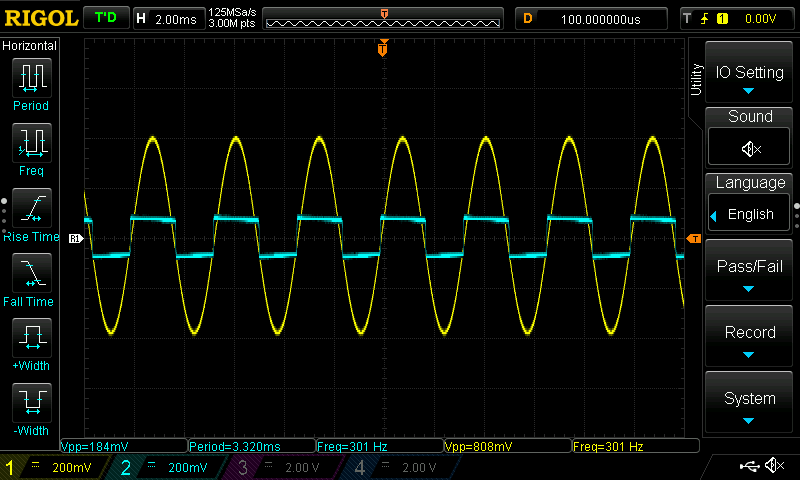 RIGOL T'D H 2.00ms 125MSa/s 3.00M pts T D 100.000000us T 1 0.00V
Horizontal
Period
Freq
Rise Time
Fall Time
+Width
-Width
T
R1
T
Utility
IO Setting
Sound
Language
English
Pass/Fail
Record
System
Vpp=184mV Period=3.320ms Freq=301 Hz Vpp=808mV Freq=301 Hz
1 200mV 2 200mV 3 2.00 V 4 2.00 V